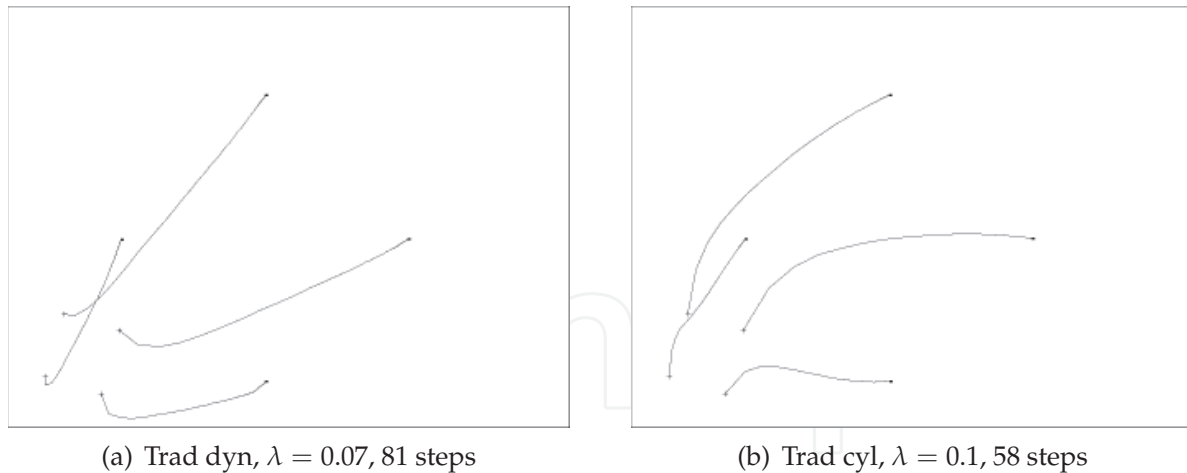 (a) Trad dyn, λ = 0.07, 81 steps
(b) Trad cyl, λ = 0.1, 58 steps